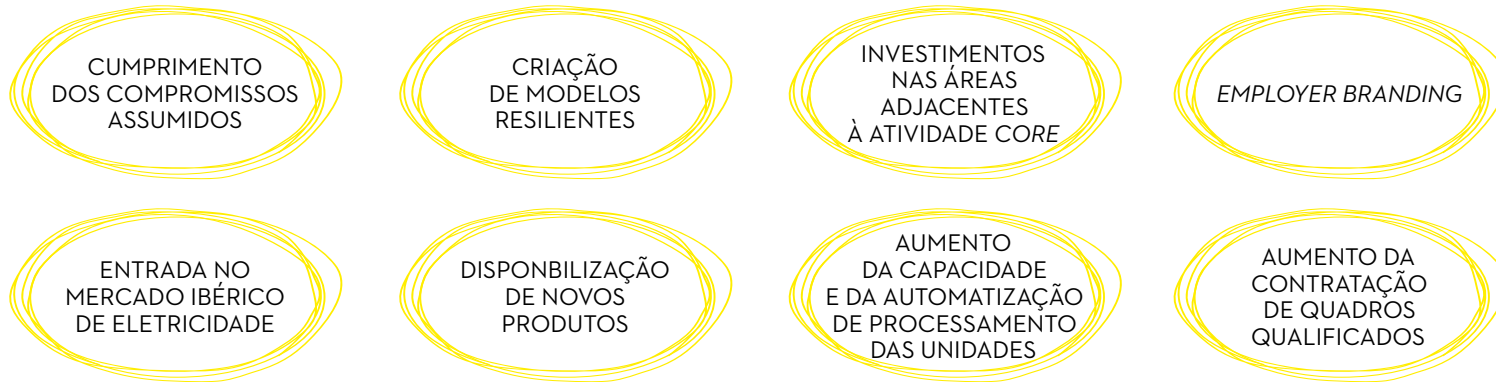 CUMPRIMENTO
DOS COMPROMISSOS
ASSUMIDOS
CRIAÇÃO
DE MODELOS
RESILIENTES
INVESTIMENTOS
NAS ÁREAS
ADJACENTES
À ATIVIDADE CORE
EMPLOYER BRANDING
ENTRADA NO
MERCADO IBÉRICO
DE ELETRICIDADE
DISPONBILIZAÇÃO
DE NOVOS
PRODUTOS
AUMENTO
DA CAPACIDADE
E DA AUTOMATIZAÇÃO
DE PROCESSAMENTO
DAS UNIDADES
AUMENTO DA
CONTRATAÇÃO
DE QUADROS
QUALIFICADOS